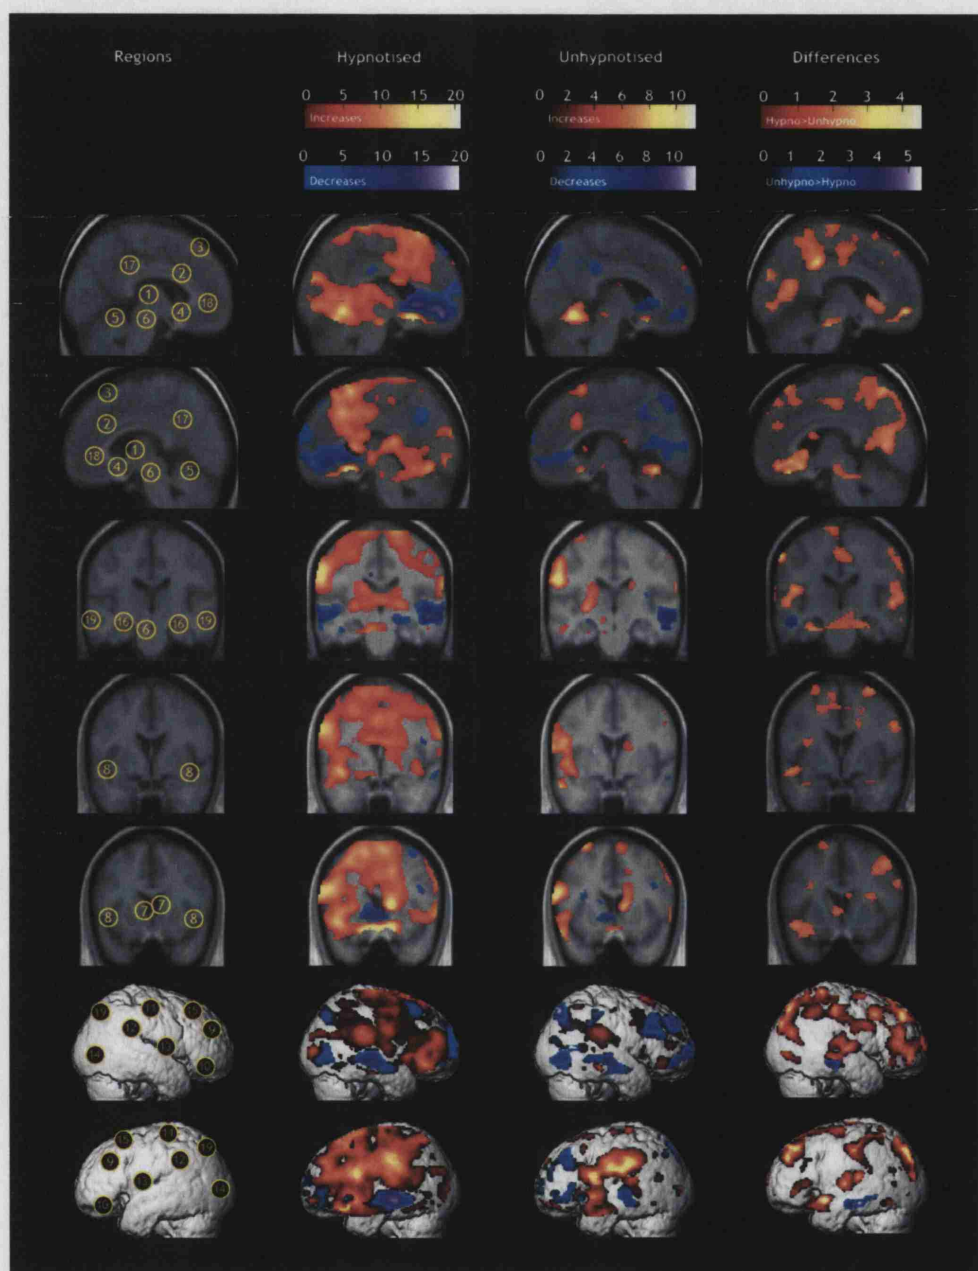 Regions Hypnotised Unhypnotised Differences
0 5 10 15 20 0 2 4 6 8 10 0 1 2 3 4
Increases Increases Hypno>Unhypno
0 5 10 15 20 0 2 4 6 8 10 0 1 2 3 4 5
Decreases Decreases Unhypno>Hypno
3
17 2
1 18
5 6 4
3
2 17
18 1
4 6 5
19 16 6 16 19
8 8
7 7
8 8